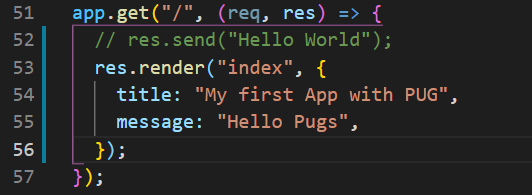 51 app.get("/", (req, res) => {
52 // res.send("Hello World");
53 res.render("index", {
54 title: "My first App with PUG",
55 message: "Hello Pugs",
56 });
57 });